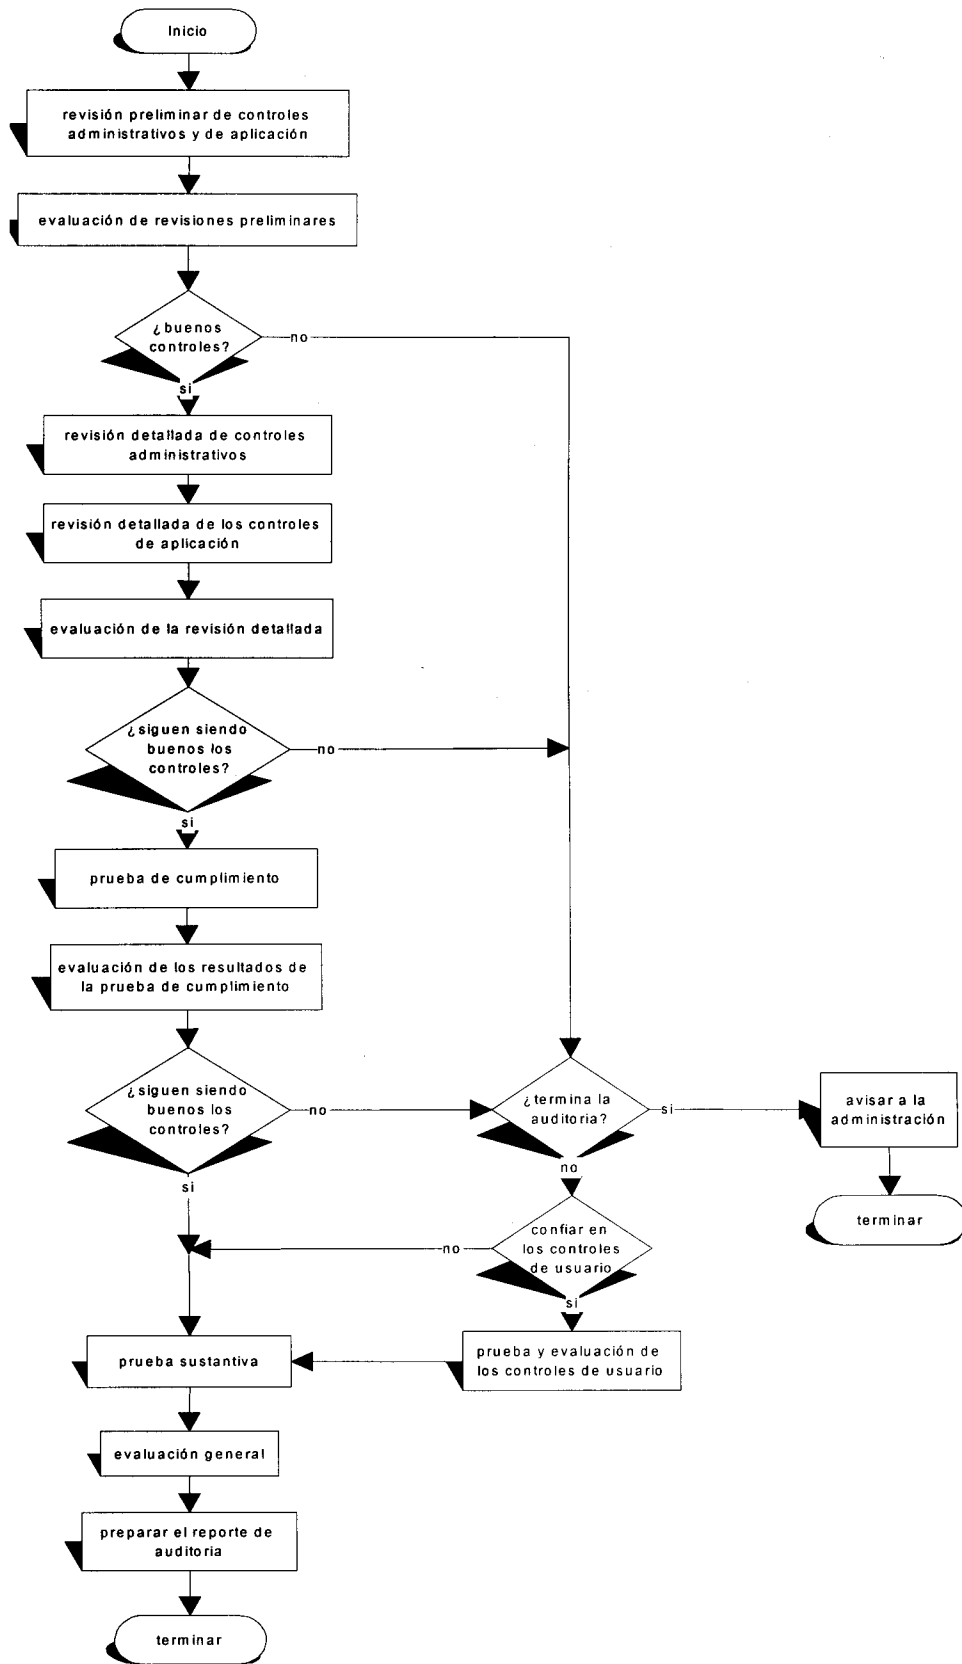 Inicio
revisión preliminar de controles
administrativos y de aplicación
evaluación de revisiones preliminares
¿buenos
controles?
no
si
revisión detallada de controles
administrativos
revisión detallada de los controles
de aplicación
evaluación de la revisión detallada
¿siguen siendo
buenos los
controles?
no
si
prueba de cumplimiento
evaluación de los resultados de
la prueba de cumplimiento
¿siguen siendo
buenos los
controles?
no
si
¿termina la
auditoria?
si
no
avisar a la
administración
terminar
confiar en
los controles
de usuario
no
si
prueba y evaluación de
los controles de usuario
prueba sustantiva
evaluación general
preparar el reporte de
auditoria
terminar